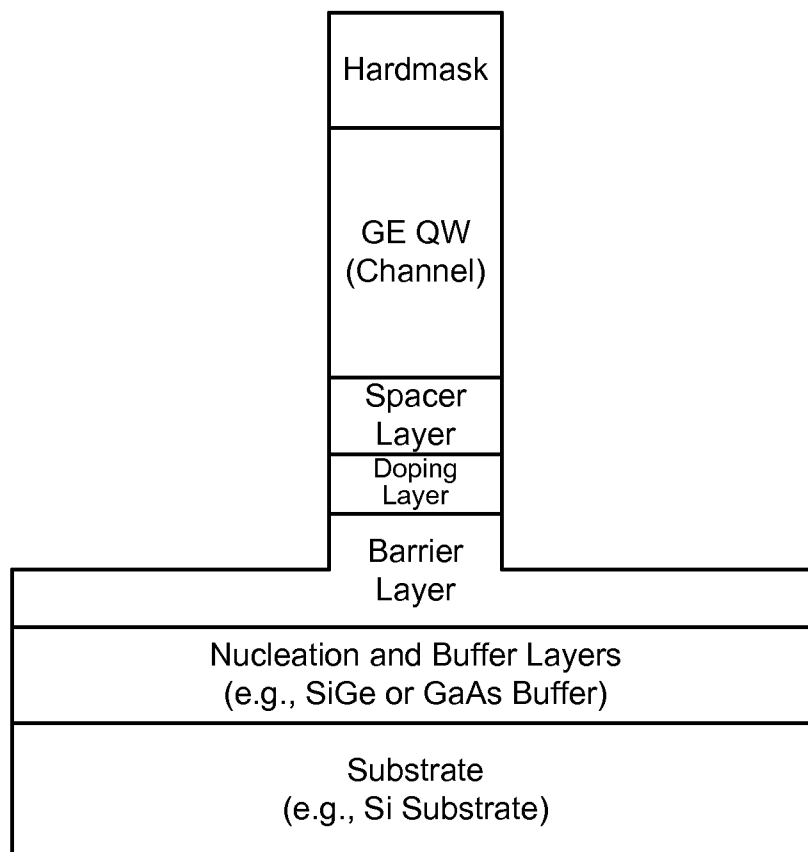 Hardmask
GE QW
(Channel)
Spacer
Layer
Doping
Layer
Barrier
Layer
Nucleation and Buffer Layers
(e.g., SiGe or GaAs Buffer)
Substrate
(e.g., Si Substrate)